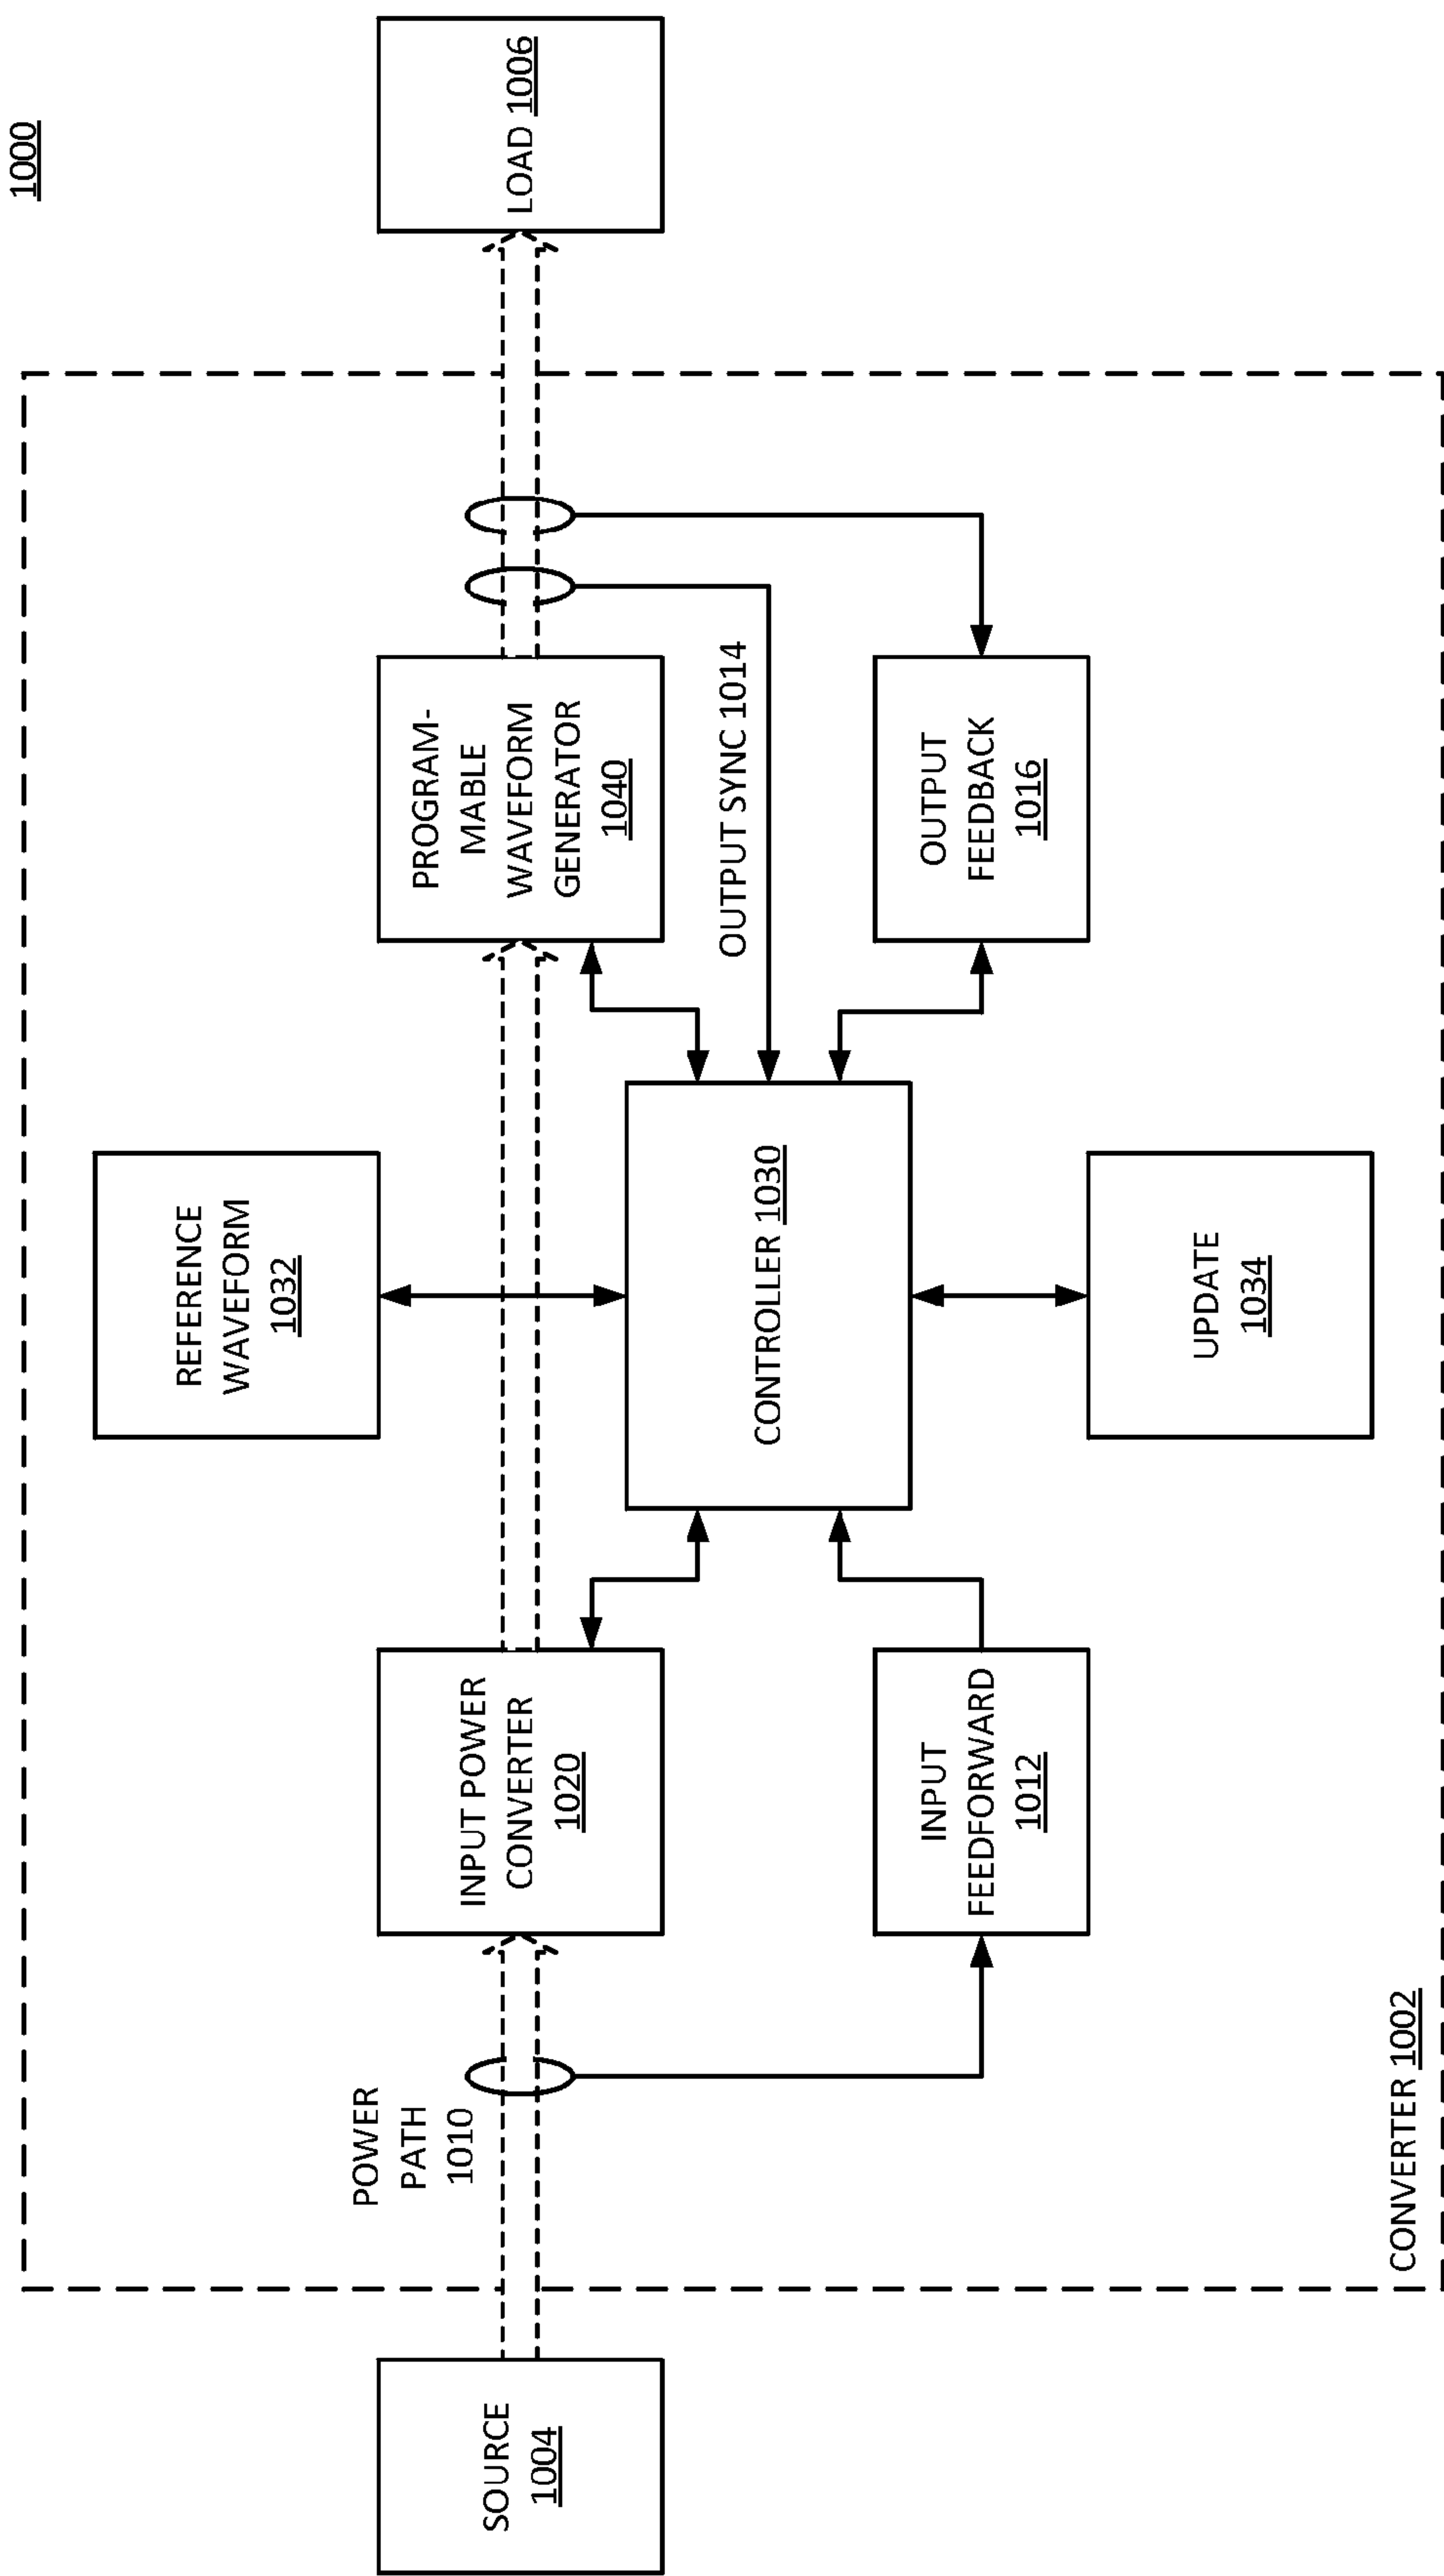 1000
REFERENCE
WAVEFORM
1032
POWER
PATH
1010
SOURCE
1004
INPUT POWER
CONVERTER
1020
PROGRAM-
MABLE
WAVEFORM
GENERATOR
1040
LOAD 1006
CONTROLLER 1030
OUTPUT SYNC 1014
INPUT
FEEDFORWARD
1012
OUTPUT
FEEDBACK
1016
UPDATE
1034
CONVERTER 1002